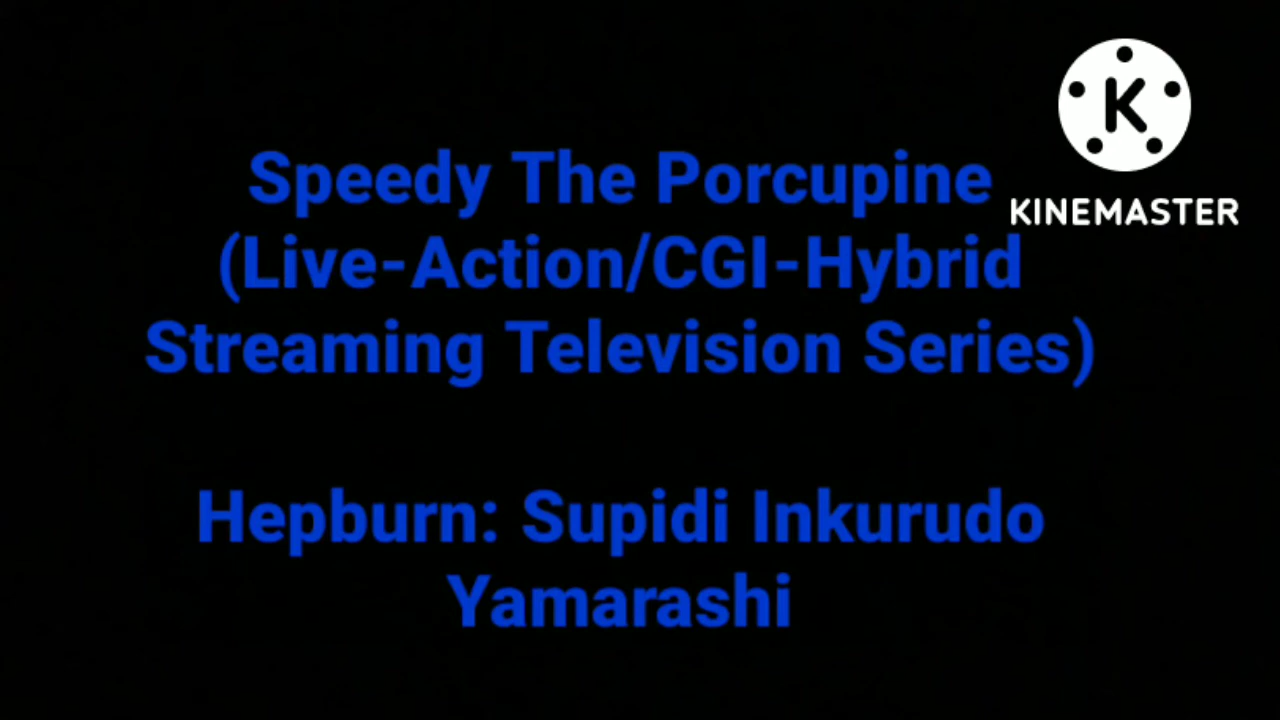 Speedy The Porcupine
(Live-Action/CGI-Hybrid
Streaming Television Series)
Hepburn: Supidi Inkurudo
Yamarashi
K
KINEMASTER